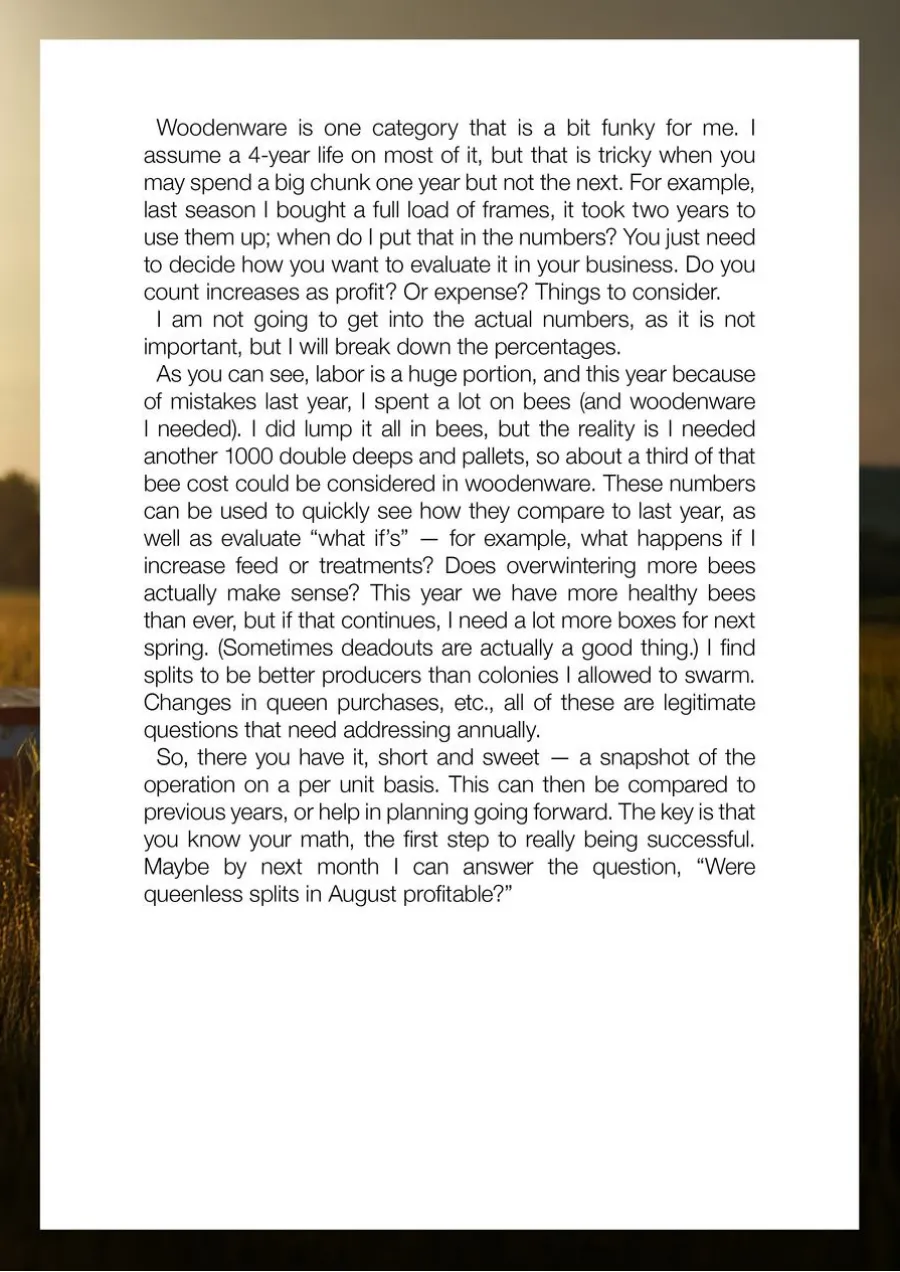 Woodenware is one category that is a bit funky for me. I
assume a 4-year life on most of it, but that is tricky when you
may spend a big chunk one year but not the next. For example,
last season I bought a full load of frames, it took two years to
use them up; when do I put that in the numbers? You just need
to decide how you want to evaluate it in your business. Do you
count increases as profit? Or expense? Things to consider.
I am not going to get into the actual numbers, as it is not
important, but I will break down the percentages.
As you can see, labor is a huge portion, and this year because
of mistakes last year, I spent a lot on bees (and woodenware
I needed). I did lump it all in bees, but the reality is I needed
another 1000 double deeps and pallets, so about a third of that
bee cost could be considered in woodenware. These numbers
can be used to quickly see how they compare to last year, as
well as evaluate “what if’s” — for example, what happens if I
increase feed or treatments? Does overwintering more bees
actually make sense? This year we have more healthy bees
than ever, but if that continues, I need a lot more boxes for next
spring. (Sometimes deadouts are actually a good thing.) I find
splits to be better producers than colonies I allowed to swarm.
Changes in queen purchases, etc., all of these are legitimate
questions that need addressing annually.
So, there you have it, short and sweet — a snapshot of the
operation on a per unit basis. This can then be compared to
previous years, or help in planning going forward. The key is that
you know your math, the first step to really being successful.
Maybe by next month I can answer the question, “Were
queenless splits in August profitable?”